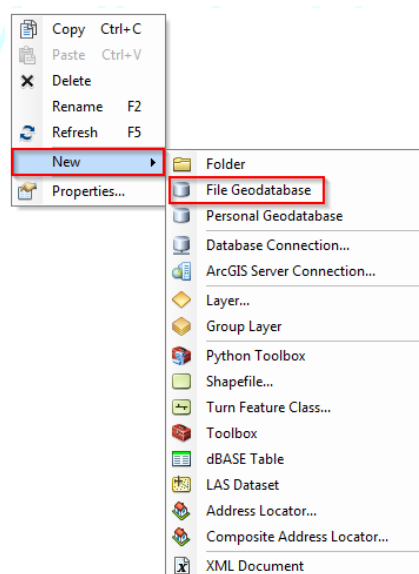 Copy Ctrl+C
Paste Ctrl+V
Delete
Rename F2
Refresh F5
New
Properties...
Folder
File Geodatabase
Personal Geodatabase
Database Connection...
ArcGIS Server Connection...
Layer...
Group Layer
Python Toolbox
Shapefile...
Turn Feature Class...
Toolbox
dBASE Table
LAS Dataset
Address Locator...
Composite Address Locator...
XML Document